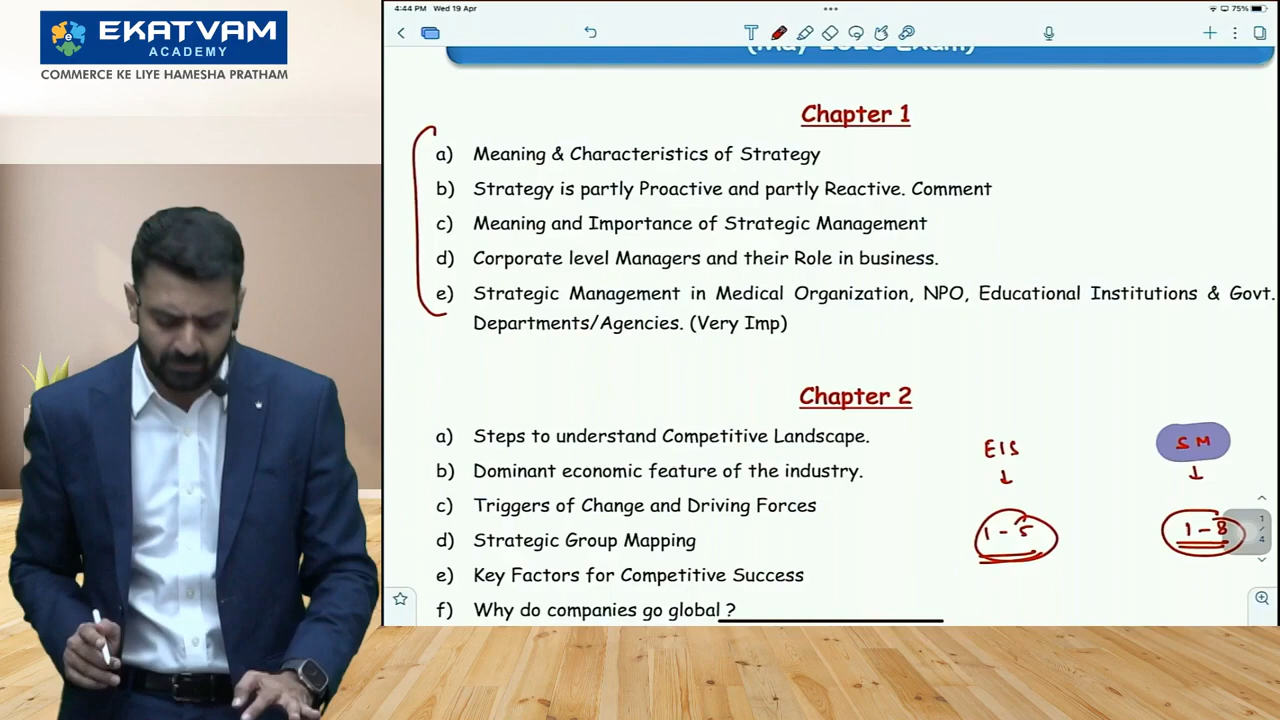 EKATVAM
ACADEMY
COMMERCE KE LIYE HAMESHA PRATHAM
4:44 PM Wed 19 Apr
75%
Chapter 1
a) Meaning & Characteristics of Strategy
b) Strategy is partly Proactive and partly Reactive. Comment
c) Meaning and Importance of Strategic Management
d) Corporate level Managers and their Role in business.
e) Strategic Management in Medical Organization, NPO, Educational Institutions & Govt.
Departments/Agencies. (Very Imp)
Chapter 2
a) Steps to understand Competitive Landscape.
b) Dominant economic feature of the industry.
c) Triggers of Change and Driving Forces
d) Strategic Group Mapping
e) Key Factors for Competitive Success
f) Why do companies go global ?
EIS
1 - 5
SM
1 - 8
1
/
4